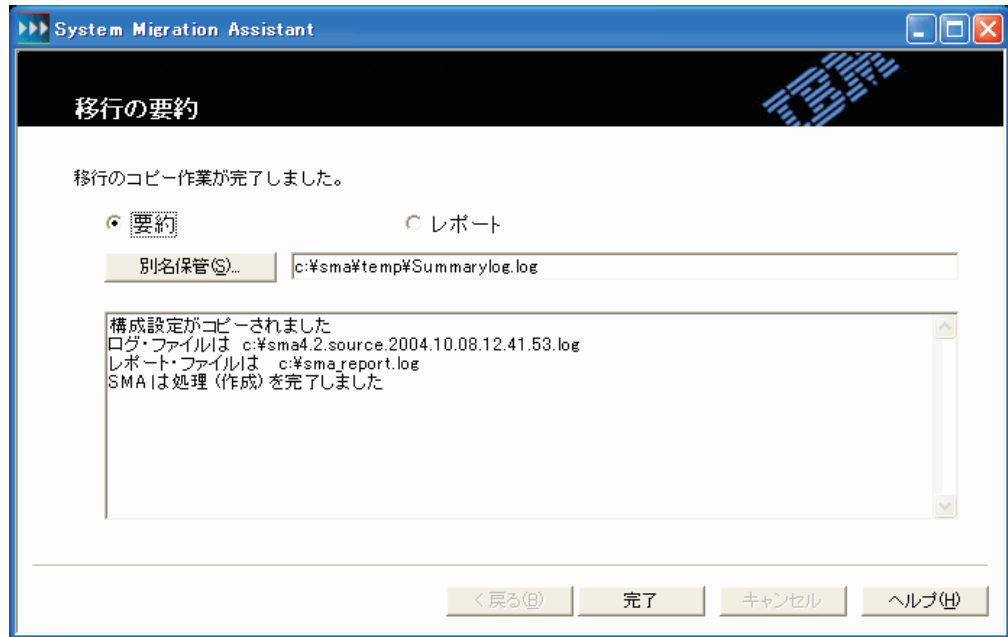 System Migration Assistant
移行の要約
IBM
移行のコピー作業が完了しました。
要約 レポート
別名保管(S)... c:¥sma¥temp¥Summarylog.log
構成設定がコピーされました
ログ・ファイルは c:¥sma4.2.source.2004.10.08.12.41.53.log
レポート・ファイルは c:¥sma_report.log
SMA は処理 (作成) を完了しました
< 戻る(B) 完了 キャンセル ヘルプ(H)